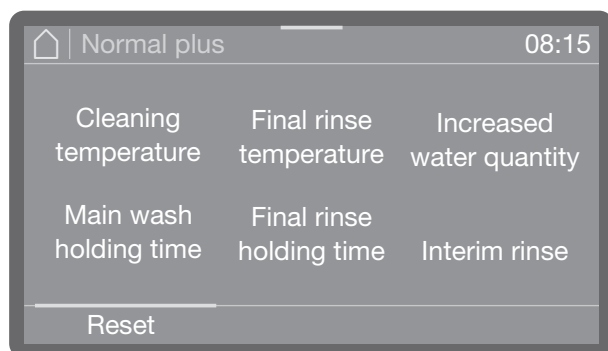 Normal plus 08:15
Cleaning
temperature
Final rinse
temperature
Increased
water quantity
Main wash
holding time
Final rinse
holding time
Interim rinse
Reset